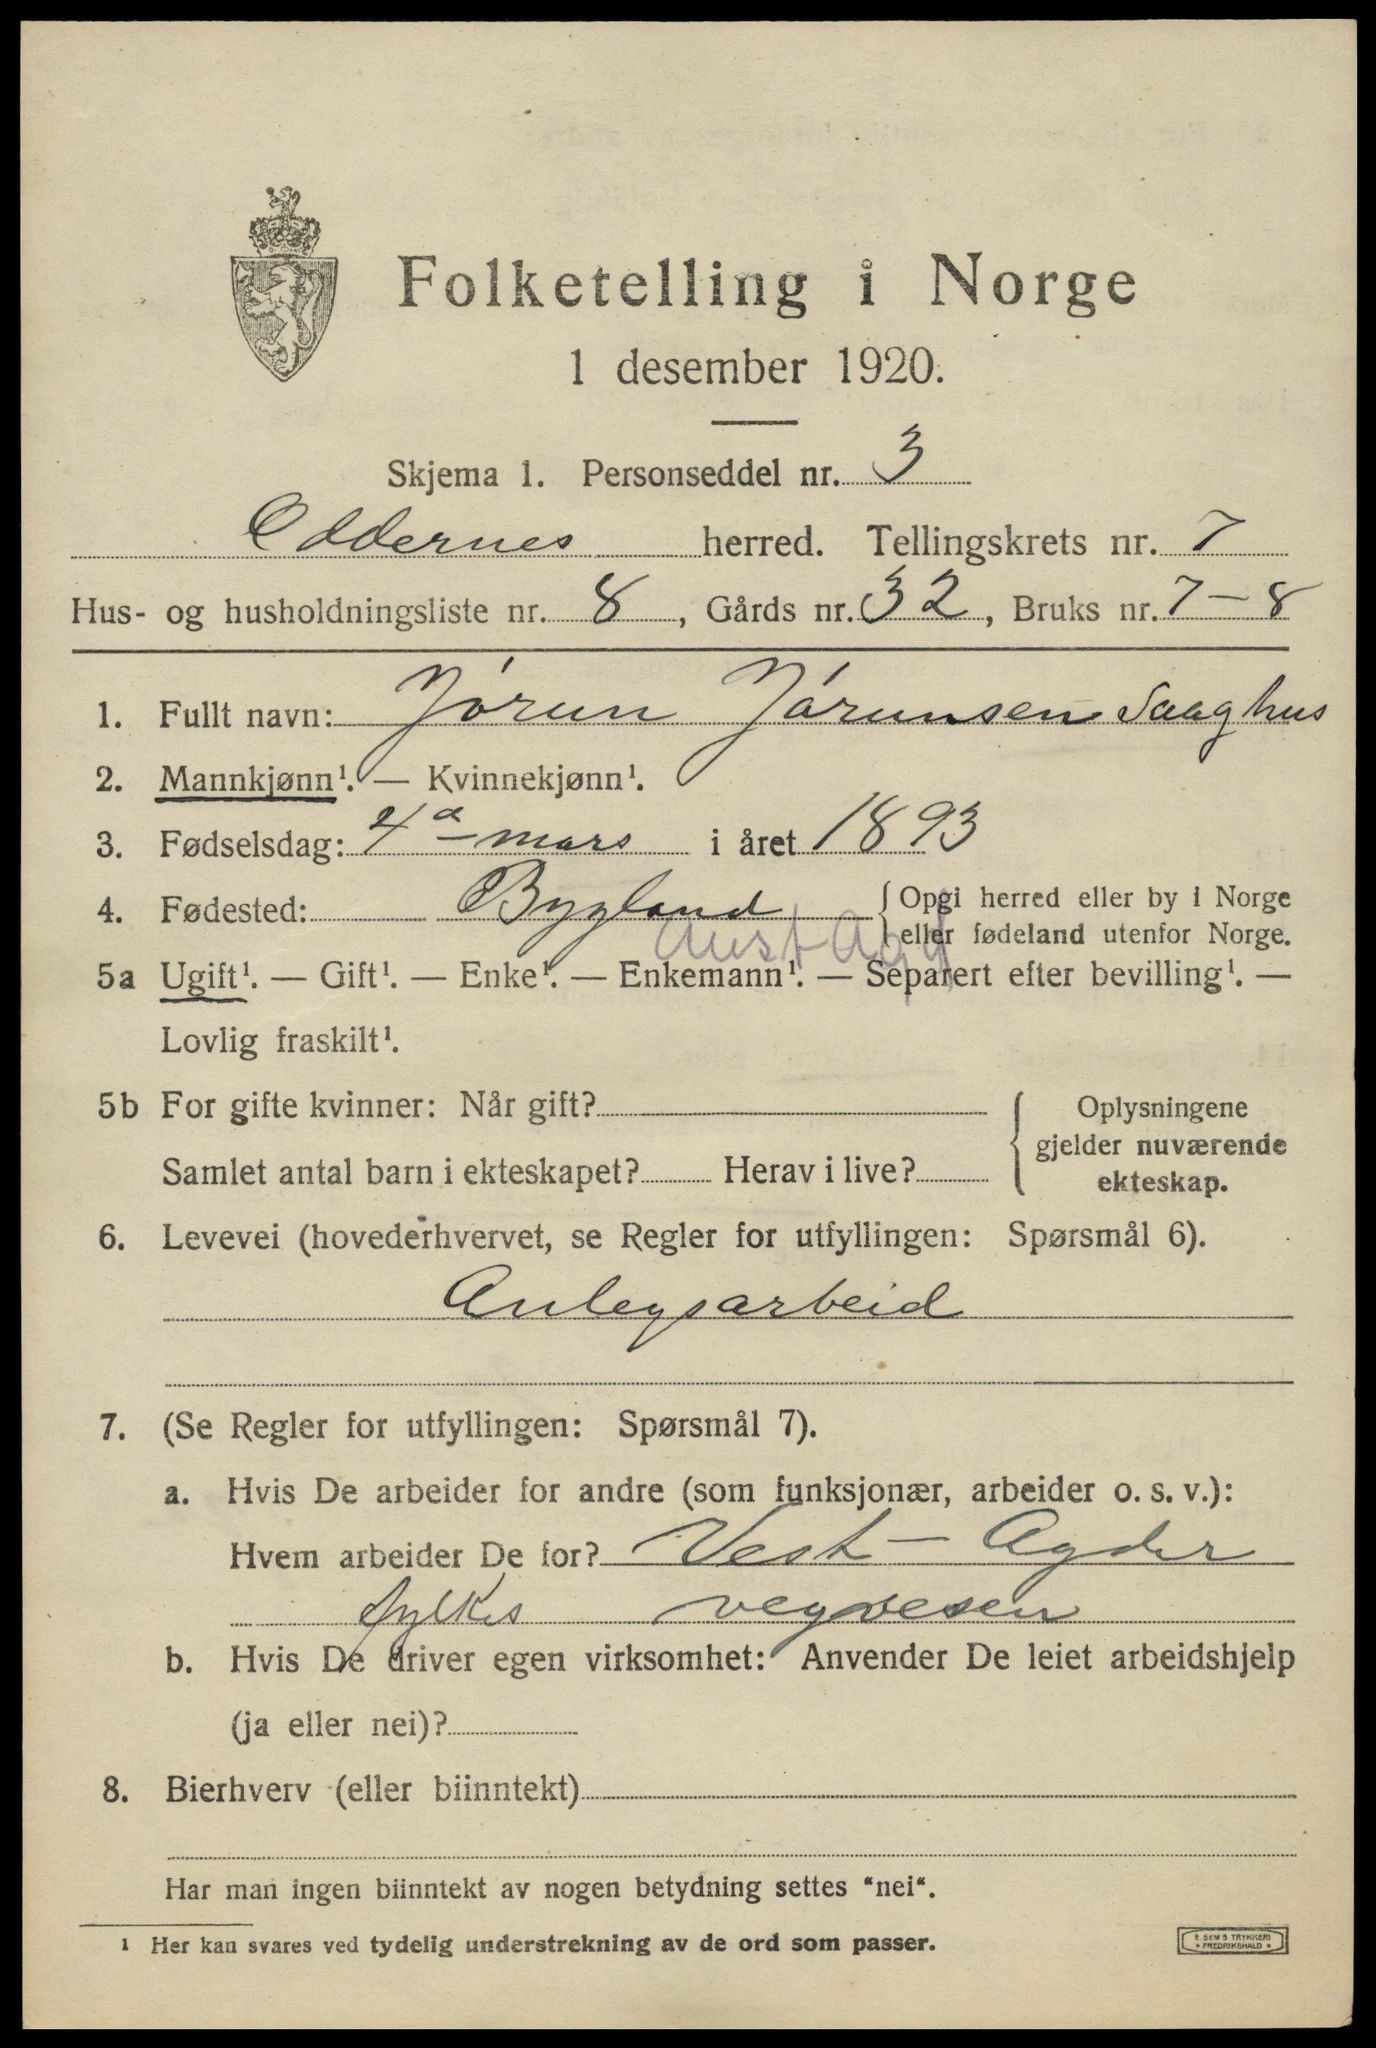 Folketelling i Norge
1 desember 1920.
Skjema 1. Personseddel nr. 3
Oddernes herred. Tellingskrets nr. 7
Hus- og husholdningsliste nr. 8, Gårds nr. 32, Bruks nr. 7-8
1. Fullt navn: Jørun Jørunsen Saaghus
2. Mannkjønn¹. — Kvinnekjønn¹.
3. Fødselsdag: 4de mars i året 1893
4. Fødested: Bygland { Opgi herred eller by i Norge
eller fødeland utenfor Norge.
Aust Agd
5a Ugift¹. — Gift¹. — Enke¹. — Enkemann¹. — Separert efter bevilling¹. —
Lovlig fraskilt¹.
5b For gifte kvinner: Når gift? { Oplysningene
gjelder nuværende
Samlet antal barn i ekteskapet? Herav i live? ekteskap.
6. Levevei (hovederhvervet, se Regler for utfyllingen: Spørsmål 6).
Anlegsarbeid
7. (Se Regler for utfyllingen: Spørsmål 7).
a. Hvis De arbeider for andre (som funksjonær, arbeider o. s. v.):
Hvem arbeider De for? Vest-Agder
fylkes vegvesen
b. Hvis De driver egen virksomhet: Anvender De leiet arbeidshjelp
(ja eller nei)?
8. Bierhverv (eller biinntekt)
Har man ingen biinntekt av nogen betydning settes "nei".
1 Her kan svares ved tydelig understrekning av de ord som passer.
E. SEM'S TRYKKERI
• FREDRIKSHALD •